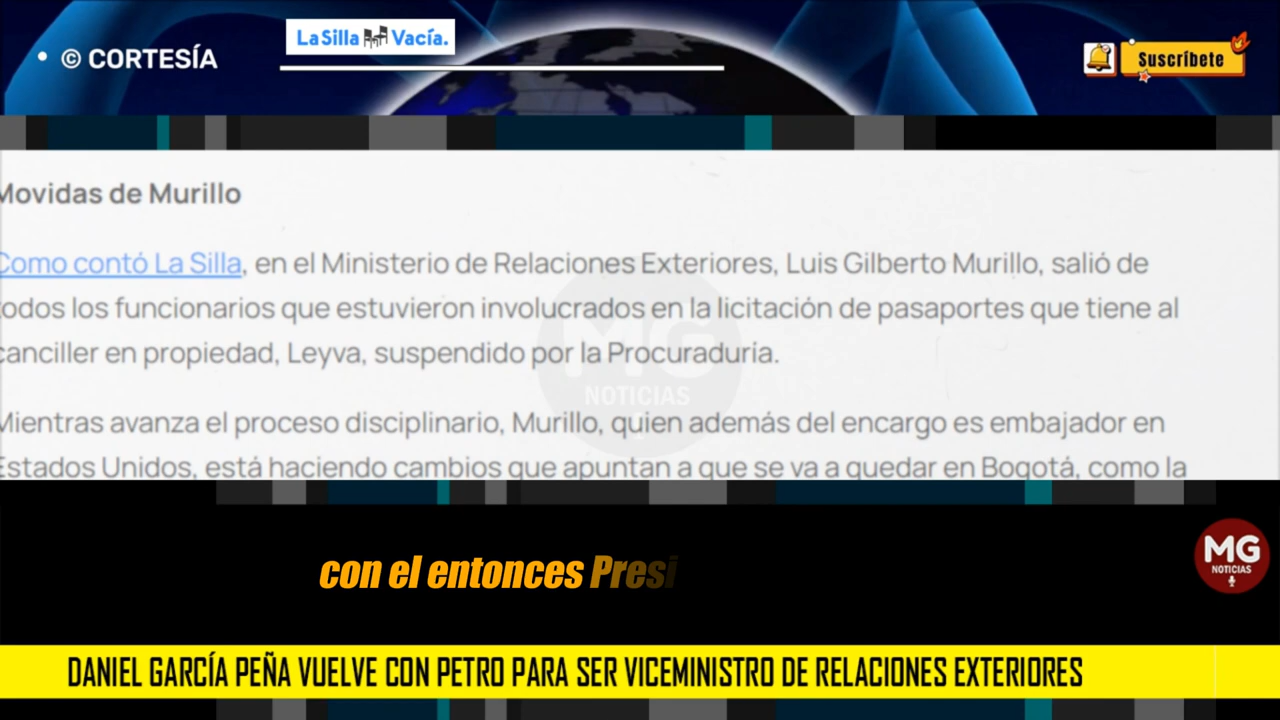 • © CORTESÍA
La Silla Vacía.
Suscríbete
Movidas de Murillo
Como contó La Silla, en el Ministerio de Relaciones Exteriores, Luis Gilberto Murillo, salió de
todos los funcionarios que estuvieron involucrados en la licitación de pasaportes que tiene al
canciller en propiedad, Leyva, suspendido por la Procuraduría.
Mientras avanza el proceso disciplinario, Murillo, quien además del encargo es embajador en
Estados Unidos, está haciendo cambios que apuntan a que se va a quedar en Bogotá, como la
MG
NOTICIAS
con el entonces Presi
MG
NOTICIAS
DANIEL GARCÍA PEÑA VUELVE CON PETRO PARA SER VICEMINISTRO DE RELACIONES EXTERIORES